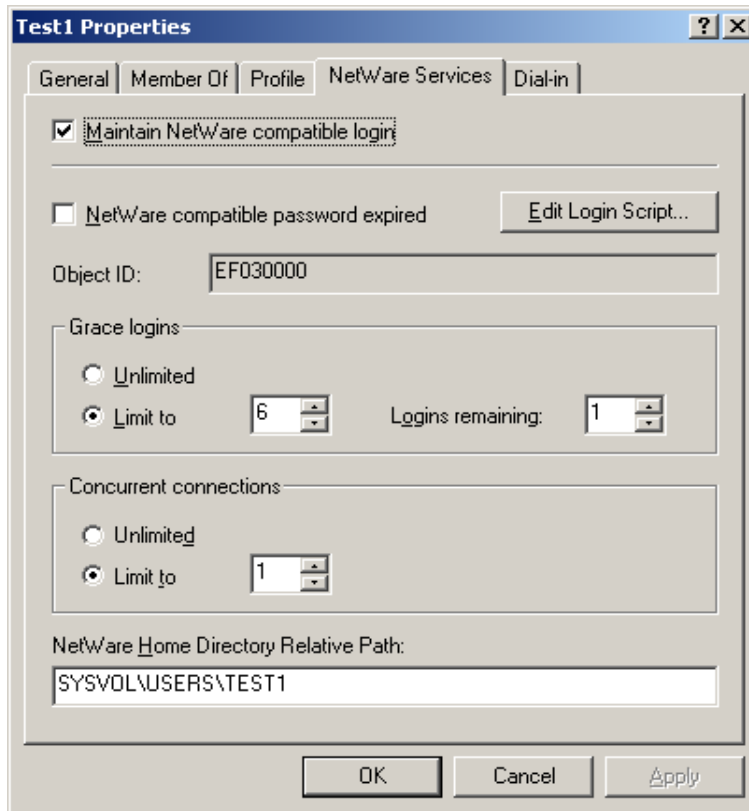 Test1 Properties
General Member Of Profile NetWare Services Dial-in
Maintain NetWare compatible login
NetWare compatible password expired Edit Login Script...
Object ID: EF030000
Grace logins
Unlimited
Limit to 6 Logins remaining: 1
Concurrent connections
Unlimited
Limit to 1
NetWare Home Directory Relative Path:
SYSVOL\USERS\TEST1
OK Cancel Apply